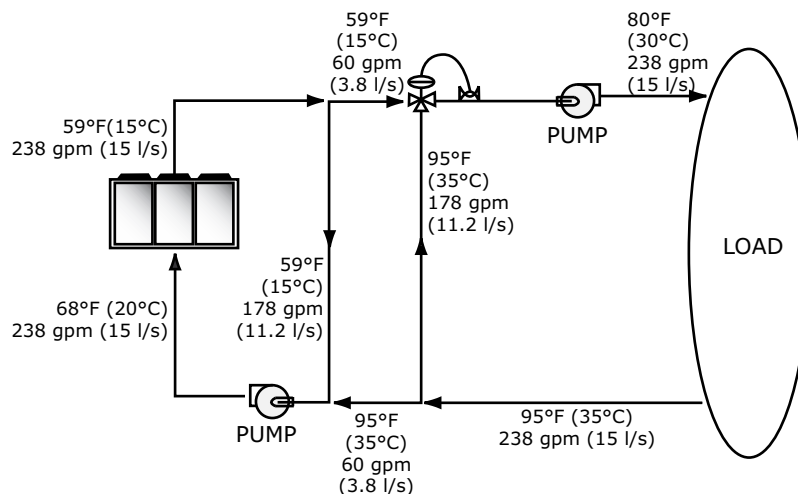 59°F
(15°C)
60 gpm
(3.8 l/s)
80°F
(30°C)
238 gpm
(15 l/s)
PUMP
59°F(15°C)
238 gpm (15 l/s)
95°F
(35°C)
178 gpm
(11.2 l/s)
LOAD
59°F
(15°C)
178 gpm
(11.2 l/s)
68°F (20°C)
238 gpm (15 l/s)
PUMP
95°F
(35°C)
60 gpm
(3.8 l/s)
95°F (35°C)
238 gpm (15 l/s)